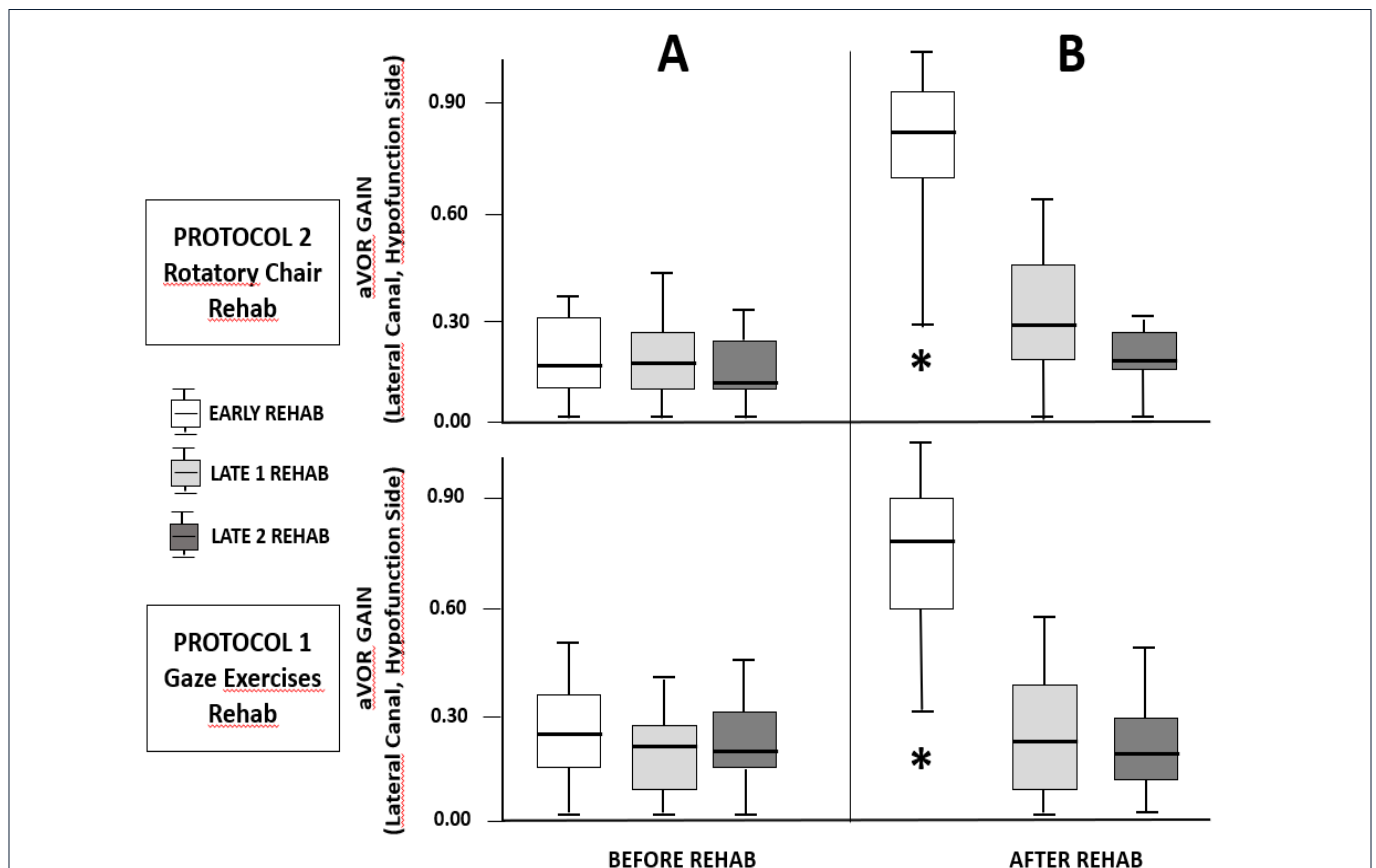 A
B
aVOR GAIN
(Lateral Canal, Hypofunction Side)
0.90
0.60
0.30
0.00
PROTOCOL 2
Rotatory Chair
Rehab
*
EARLY REHAB
LATE 1 REHAB
LATE 2 REHAB
aVOR GAIN
(Lateral Canal, Hypofunction Side)
0.90
0.60
0.30
0.00
PROTOCOL 1
Gaze Exercises
Rehab
*
BEFORE REHAB
AFTER REHAB